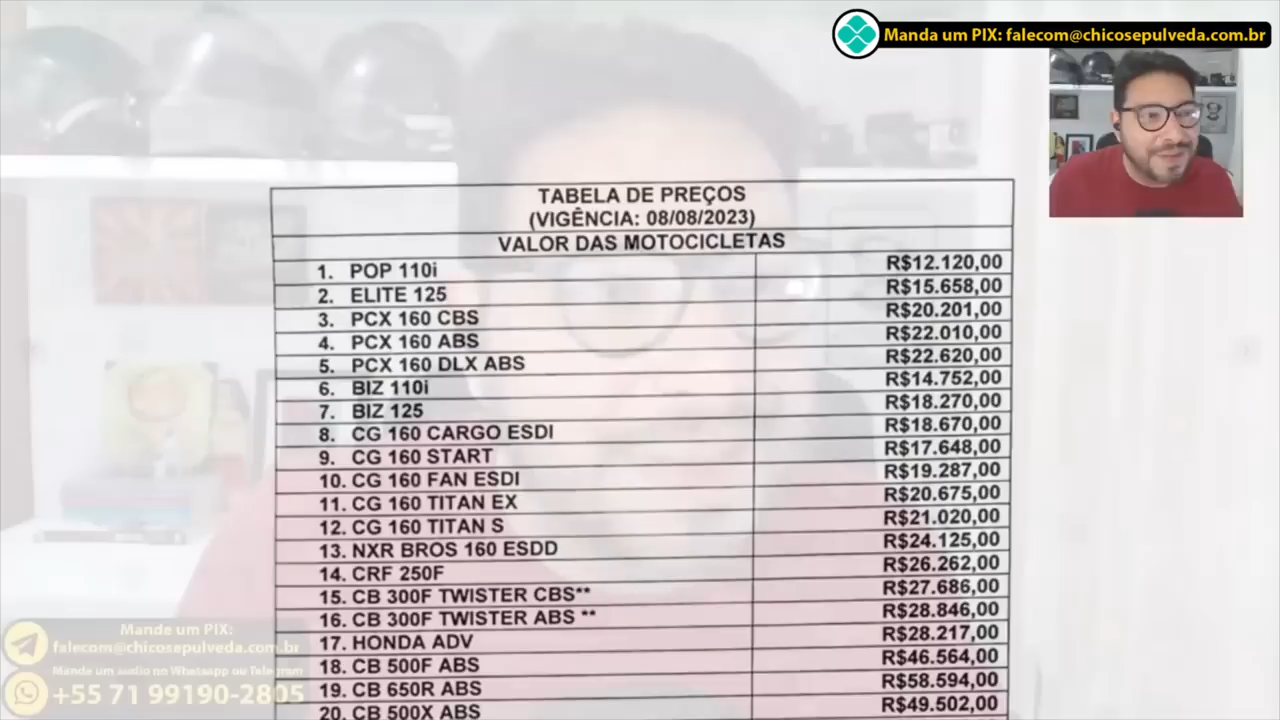 Manda um PIX: falecom@chicosepulveda.com.br
TABELA DE PREÇOS
(VIGÊNCIA: 08/08/2023)
VALOR DAS MOTOCICLETAS
1. POP 110i R$12.120,00
2. ELITE 125 R$15.658,00
3. PCX 160 CBS R$20.201,00
4. PCX 160 ABS R$22.010,00
5. PCX 160 DLX ABS R$22.620,00
6. BIZ 110i R$14.752,00
7. BIZ 125 R$18.270,00
8. CG 160 CARGO ESDI R$18.670,00
9. CG 160 START R$17.648,00
10. CG 160 FAN ESDI R$19.287,00
11. CG 160 TITAN EX R$20.675,00
12. CG 160 TITAN S R$21.020,00
13. NXR BROS 160 ESDD R$24.125,00
14. CRF 250F R$26.262,00
15. CB 300F TWISTER CBS** R$27.686,00
16. CB 300F TWISTER ABS ** R$28.846,00
17. HONDA ADV R$28.217,00
18. CB 500F ABS R$46.564,00
19. CB 650R ABS R$58.594,00
20. CB 500X ABS R$49.502,00
Mande um PIX:
falecom@chicosepulveda.com.br
Mande um audio no Whatsapp ou Telegram
+55 71 99190-2805